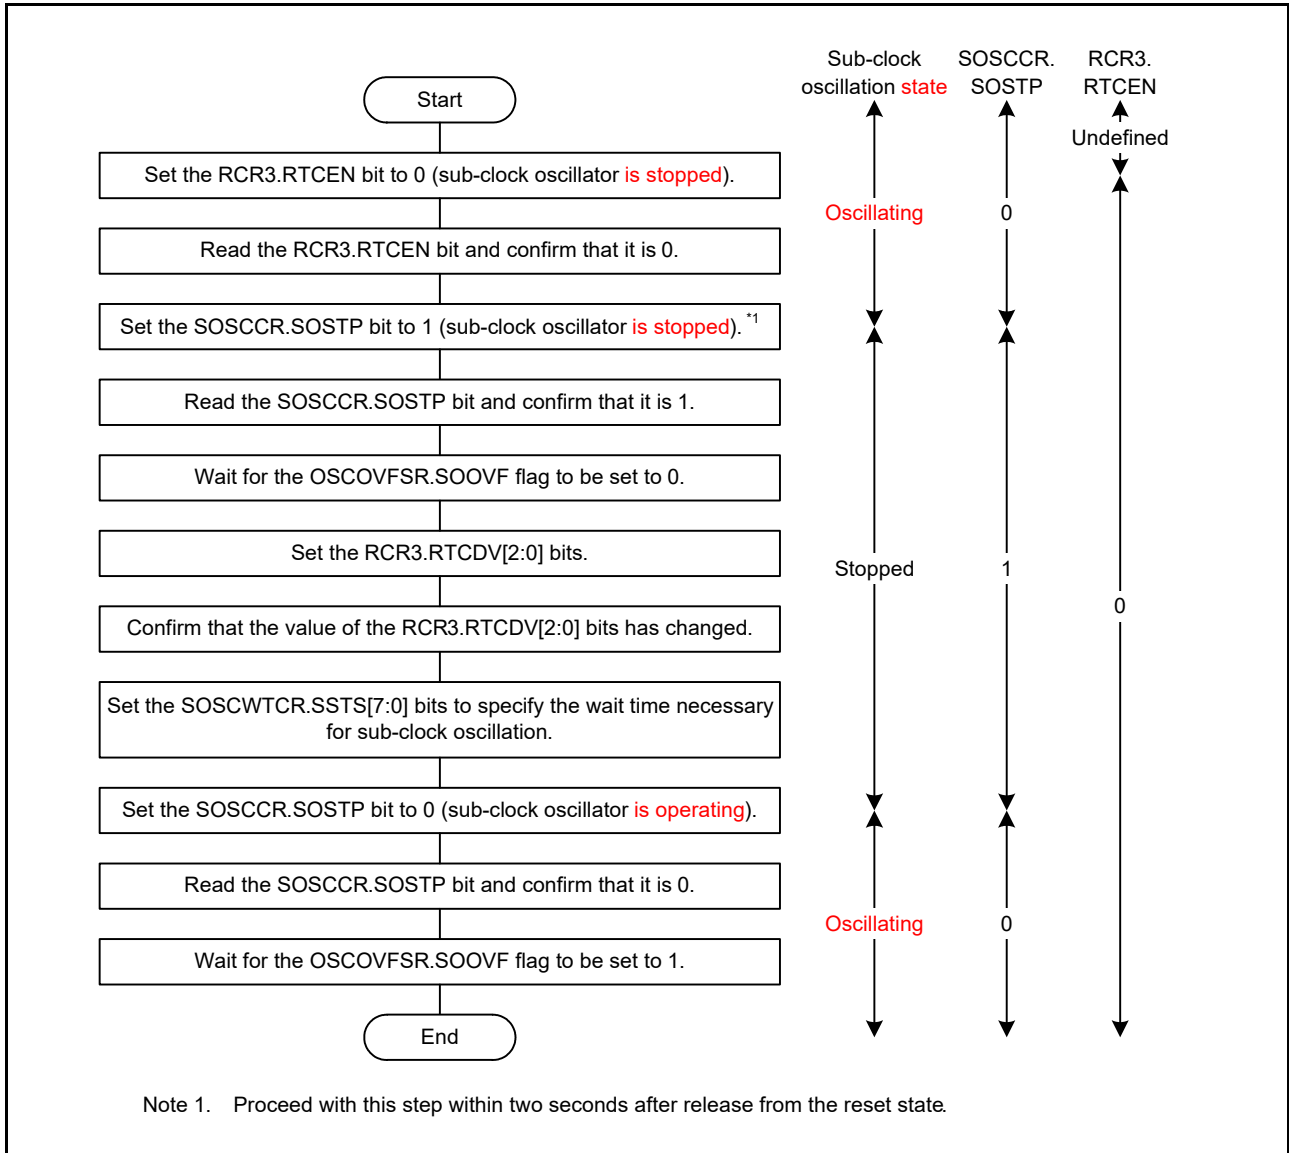 Sub-clock
oscillation state
SOSCCR.
SOSTP
RCR3.
RTCEN
Start
Undefined
Set the RCR3.RTCEN bit to 0 (sub-clock oscillator is stopped).
Oscillating
0
Read the RCR3.RTCEN bit and confirm that it is 0.
Set the SOSCCR.SOSTP bit to 1 (sub-clock oscillator is stopped). *1
Read the SOSCCR.SOSTP bit and confirm that it is 1.
Wait for the OSCOVFSR.SOOVF flag to be set to 0.
Set the RCR3.RTCDV[2:0] bits.
Stopped
1
0
Confirm that the value of the RCR3.RTCDV[2:0] bits has changed.
Set the SOSCWTCR.SSTS[7:0] bits to specify the wait time necessary
for sub-clock oscillation.
Set the SOSCCR.SOSTP bit to 0 (sub-clock oscillator is operating).
Read the SOSCCR.SOSTP bit and confirm that it is 0.
Oscillating
0
Wait for the OSCOVFSR.SOOVF flag to be set to 1.
End
Note 1. Proceed with this step within two seconds after release from the reset state.